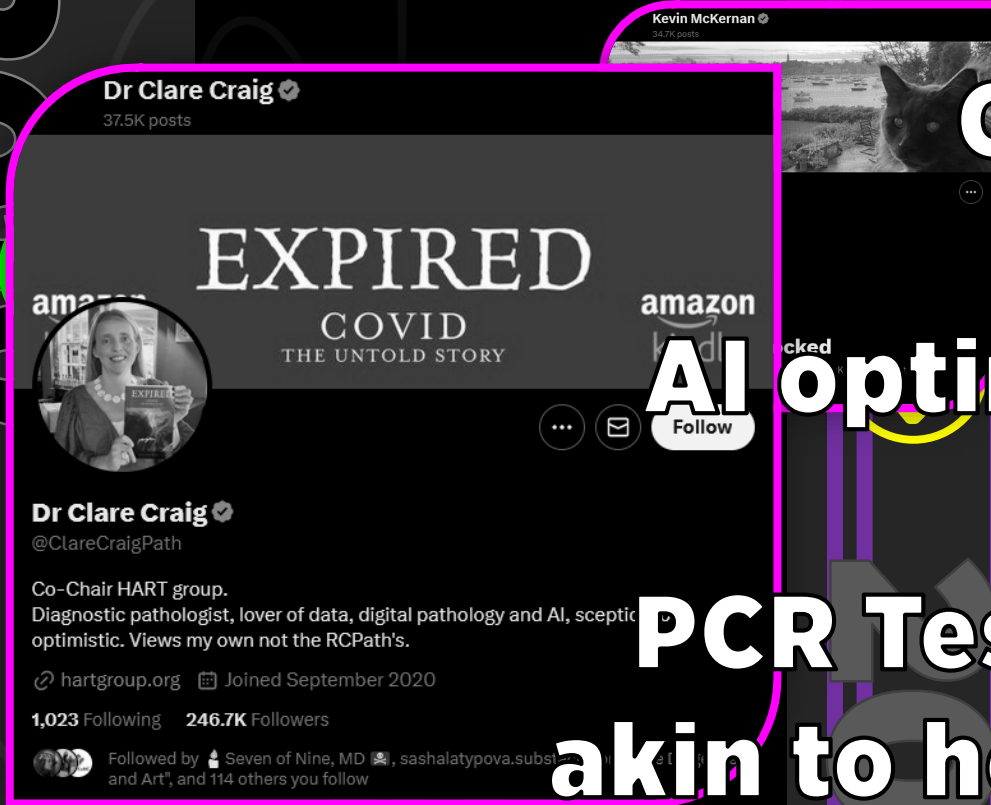 Kevin McKernan
34.7K posts
Dr Clare Craig
37.5K posts
EXPIRED
COVID
THE UNTOLD STORY
amazon
amazon
EXPIRED
AI opti
Follow
Dr Clare Craig
@ClareCraigPath
Co-Chair HART group.
Diagnostic pathologist, lover of data, digital pathology and AI,
optimistic. Views my own not the RCPath's.
PCR Tes
hartgroup.org Joined September 2020
1,023 Following 246.7K Followers
Followed by Seven of Nine, MD
and Art", and 114 others you follow
akin to h